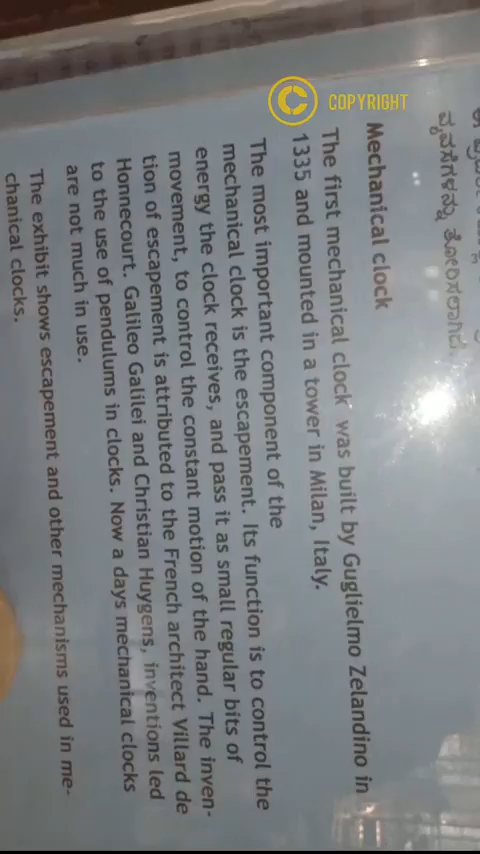 ವ್ಯವಸ್ಥೆಗಳನ್ನು ತೋರಿಸಲಾಗಿದೆ.
Mechanical clock
The first mechanical clock was built by Guglielmo Zelandino in
1335 and mounted in a tower in Milan, Italy.
The most important component of the
mechanical clock is the escapement. Its function is to control the
energy the clock receives, and pass it as small regular bits of
movement, to control the constant motion of the hand. The inven-
tion of escapement is attributed to the French architect Villard de
Honnecourt. Galileo Galilei and Christian Huygens, inventions led
to the use of pendulums in clocks. Now a days mechanical clocks
are not much in use.
The exhibit shows escapement and other mechanisms used in me-
chanical clocks.
C COPYRIGHT